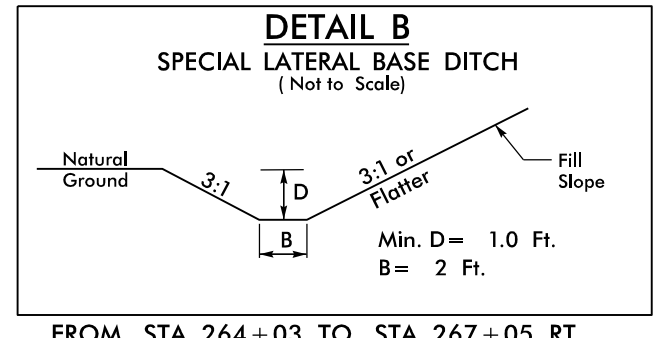 DETAIL B
SPECIAL LATERAL BASE DITCH
( Not to Scale)
Natural
Ground
3:1
D
B
3:1 or
Flatter
Fill
Slope
Min. D = 1.0 Ft.
B = 2 Ft.
FROM STA 264+03 TO STA 267+05 RT